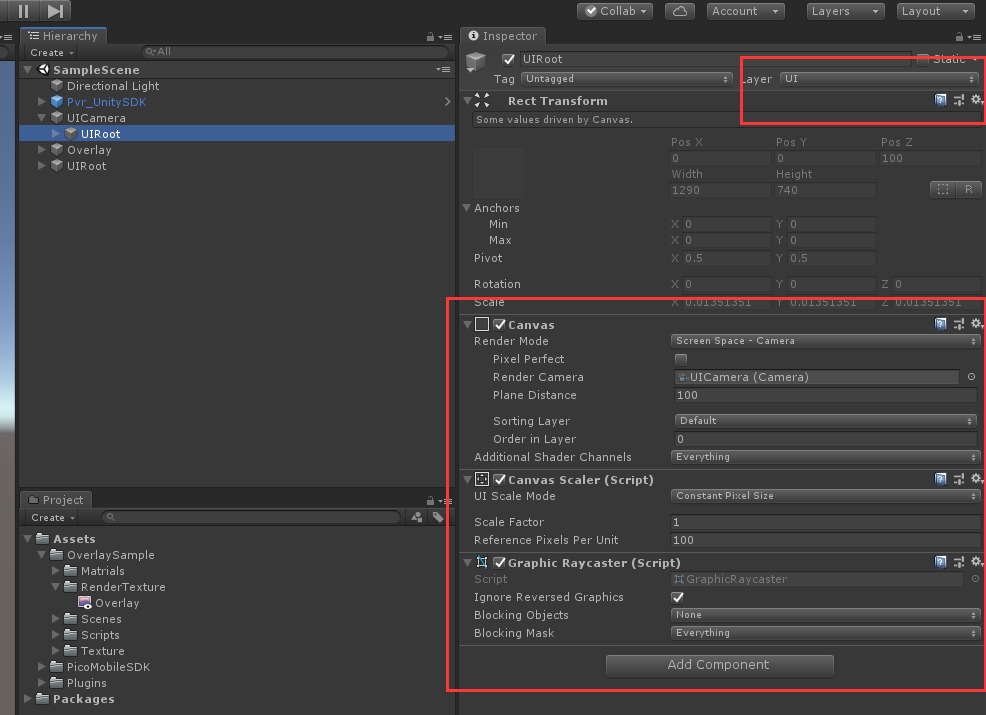 Collab Account Layers Layout
Hierarchy
Create All
SampleScene
Directional Light
Pvr_UnitySDK
UICamera
UIRoot
Overlay
UIRoot
Project
Create
Assets
OverlaySample
Matrials
RenderTexture
Overlay
Scenes
Scripts
Texture
PicoMobileSDK
Plugins
Packages
Inspector
UIRoot Static
Tag Untagged Layer UI
Rect Transform
Some values driven by Canvas.
Pos X Pos Y Pos Z
0 0 100
Width Height
1290 740
R
Anchors
Min X 0 Y 0
Max X 0 Y 0
Pivot X 0.5 Y 0.5
Rotation X 0 Y 0 Z 0
Scale X 0.01351351 Y 0.01351351 Z 0.01351351
Canvas
Render Mode Screen Space - Camera
Pixel Perfect
Render Camera UICamera (Camera)
Plane Distance 100
Sorting Layer Default
Order in Layer 0
Additional Shader Channels Everything
Canvas Scaler (Script)
UI Scale Mode Constant Pixel Size
Scale Factor 1
Reference Pixels Per Unit 100
Graphic Raycaster (Script)
Script GraphicRaycaster
Ignore Reversed Graphics
Blocking Objects None
Blocking Mask Everything
Add Component